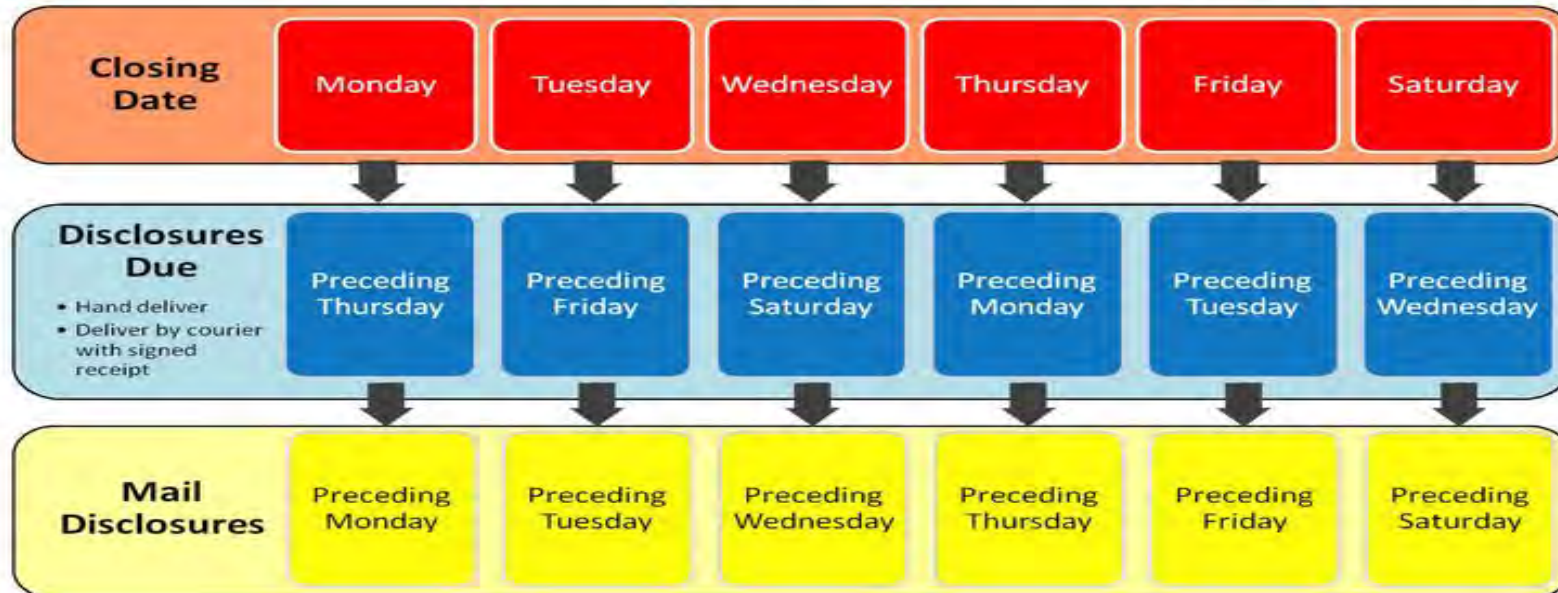 Closing
Date
Monday
Tuesday
Wednesday
Thursday
Friday
Saturday
Disclosures
Due
• Hand deliver
• Deliver by courier
with signed
receipt
Preceding
Thursday
Preceding
Friday
Preceding
Saturday
Preceding
Monday
Preceding
Tuesday
Preceding
Wednesday
Mail
Disclosures
Preceding
Monday
Preceding
Tuesday
Preceding
Wednesday
Preceding
Thursday
Preceding
Friday
Preceding
Saturday